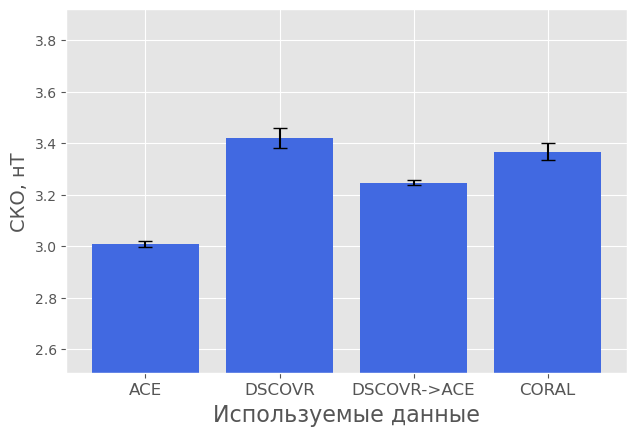 3.8
3.6
3.4
3.2
3.0
2.8
2.6
СКО, нТ
ACE
DSCOVR
DSCOVR->ACE
CORAL
Используемые данные